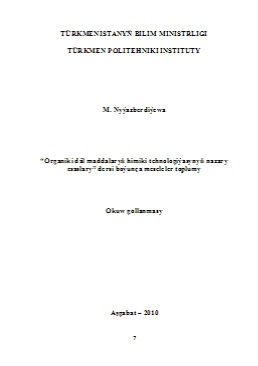 TÜRKMENISTANYŇ BILIM MINISTRLIGI
TÜRKMEN POLITEHNIKI INSTITUTY
M. Nyýazberdiýewa
“Organiki däl maddalaryň himiki tehnologiýasynyň nazary
esaslary” dersi boýunça meseleler toplumy
Okuw gollanmasy
Aşgabat – 2010
7